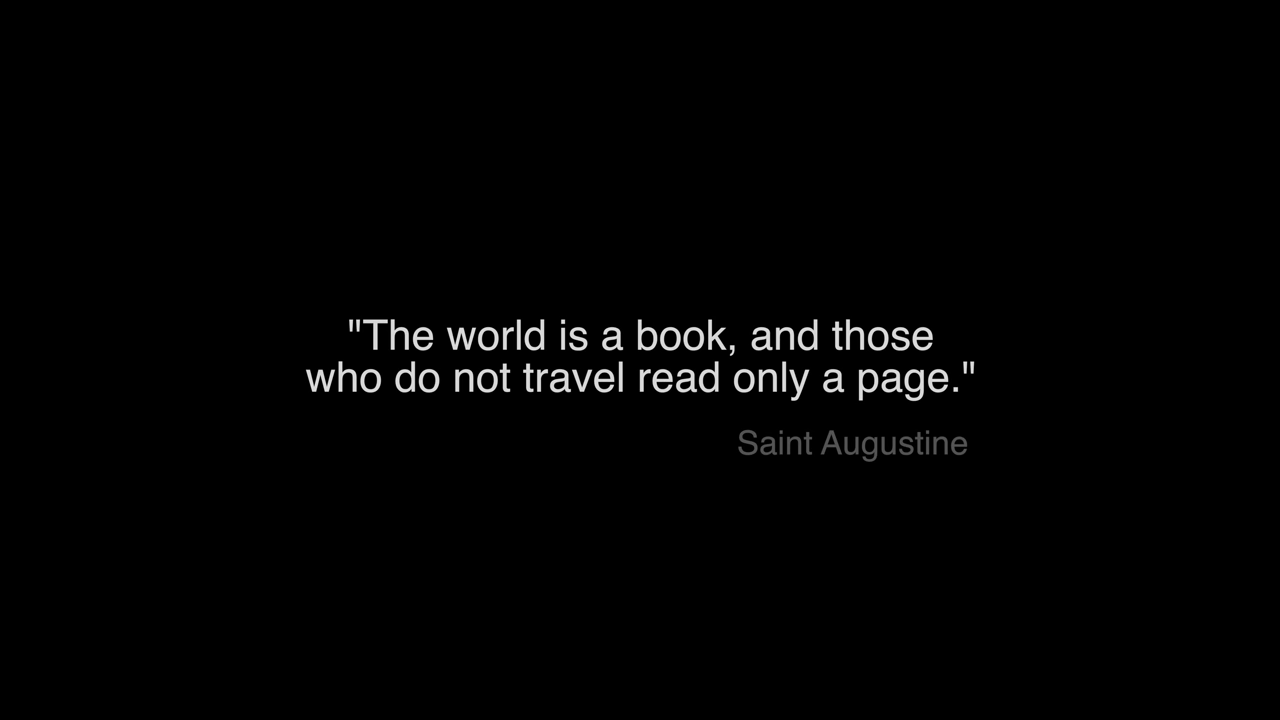 "The world is a book, and those
who do not travel read only a page."
Saint Augustine